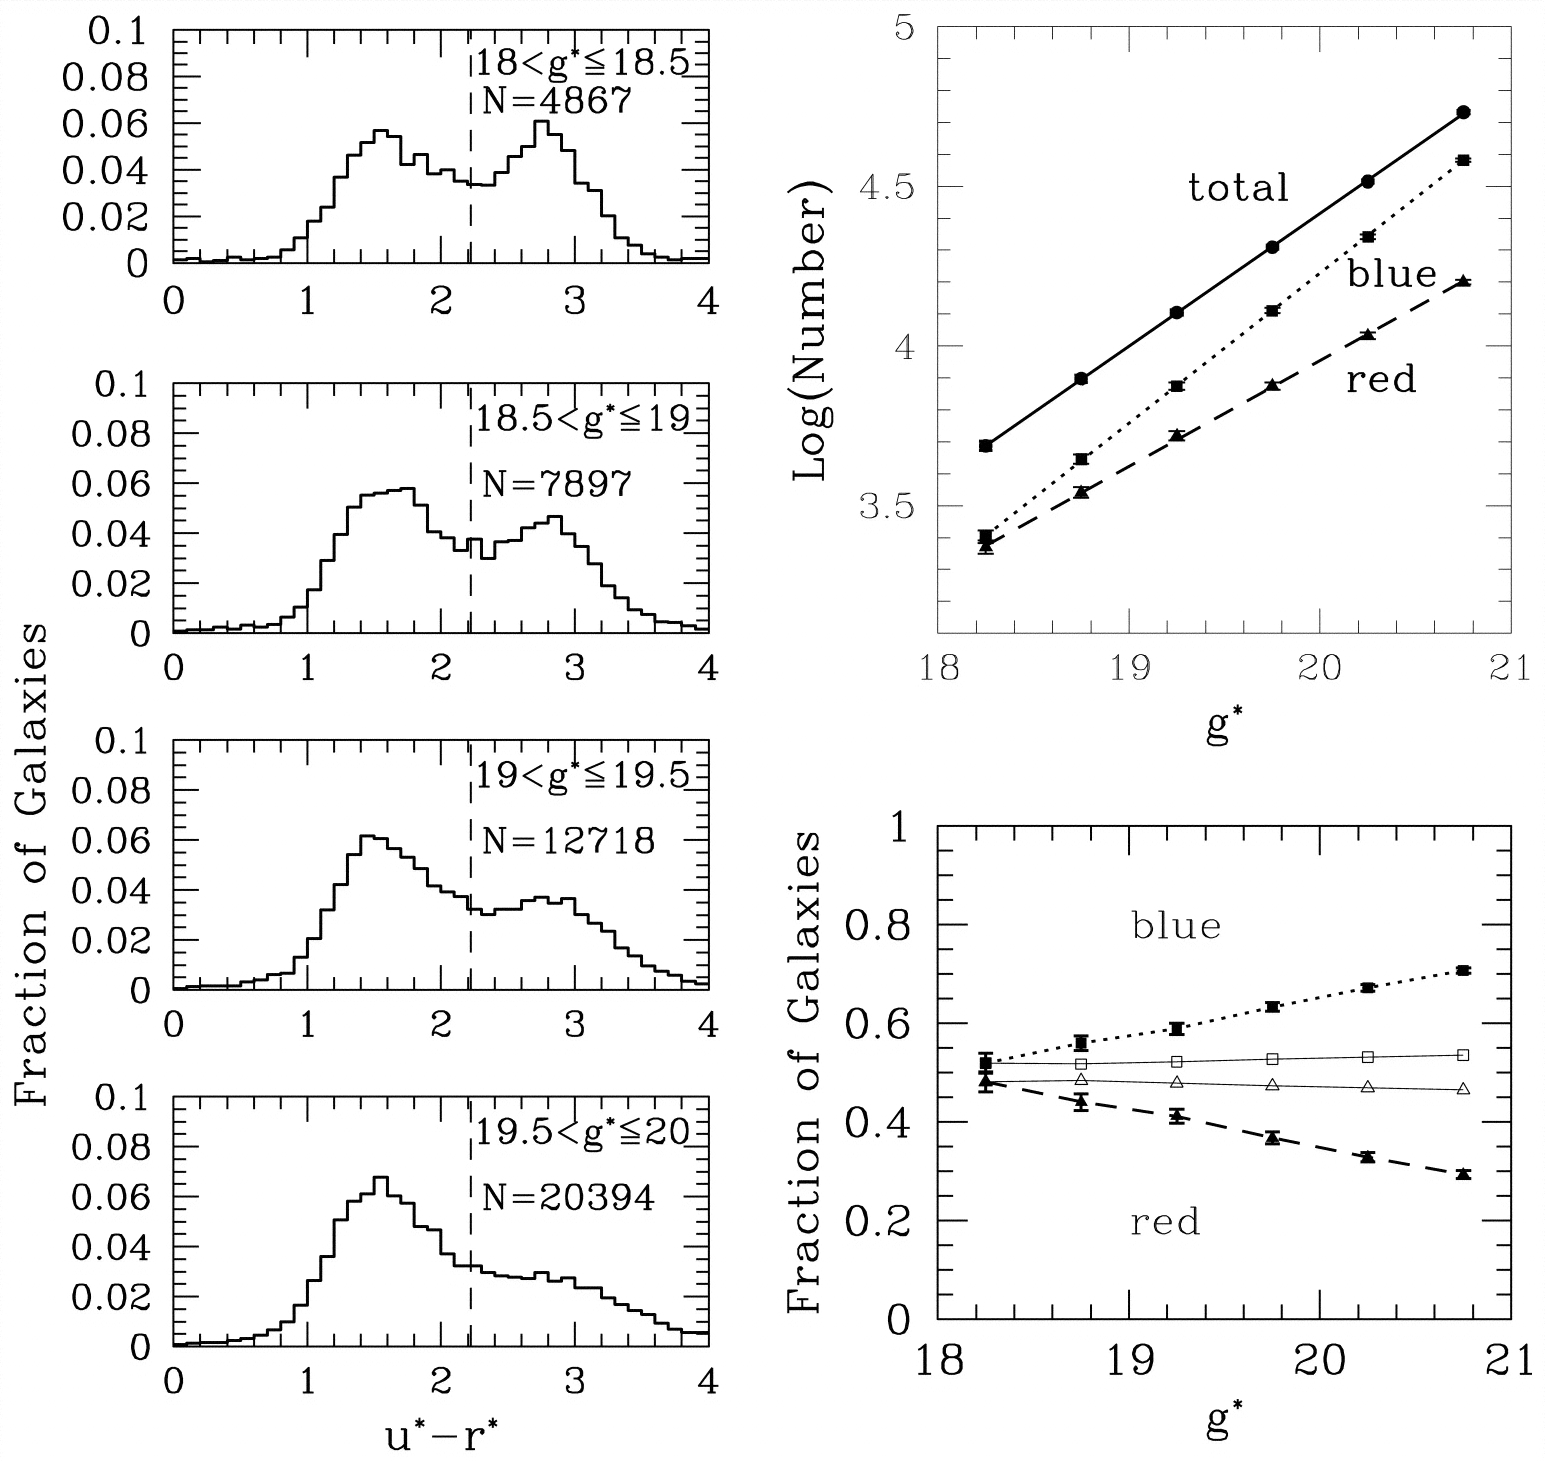 0.1
0.08
0.06
0.04
0.02
0
18<g*≦18.5
N=4867
0 1 2 3 4
0.1
0.08
0.06
0.04
0.02
0
18.5<g*≦19
N=7897
0 1 2 3 4
Fraction of Galaxies
0.1
0.08
0.06
0.04
0.02
0
19<g*≦19.5
N=12718
0 1 2 3 4
0.1
0.08
0.06
0.04
0.02
0
19.5<g*≦20
N=20394
0 1 2 3 4
u*−r*
Log(Number)
5
4.5
4
3.5
total
blue
red
18 19 20 21
g*
Fraction of Galaxies
1
0.8
0.6
0.4
0.2
0
blue
red
18 19 20 21
g*